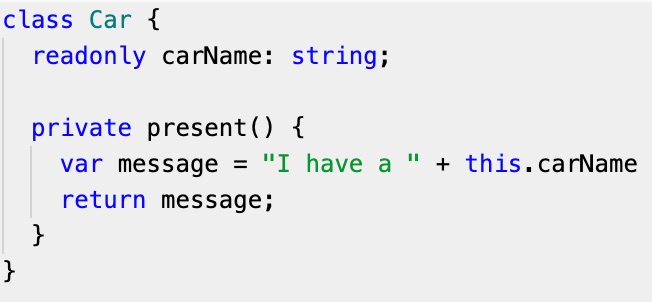 class Car {
  readonly carName: string;

  private present() {
    var message = "I have a " + this.carName
    return message;
  }
}